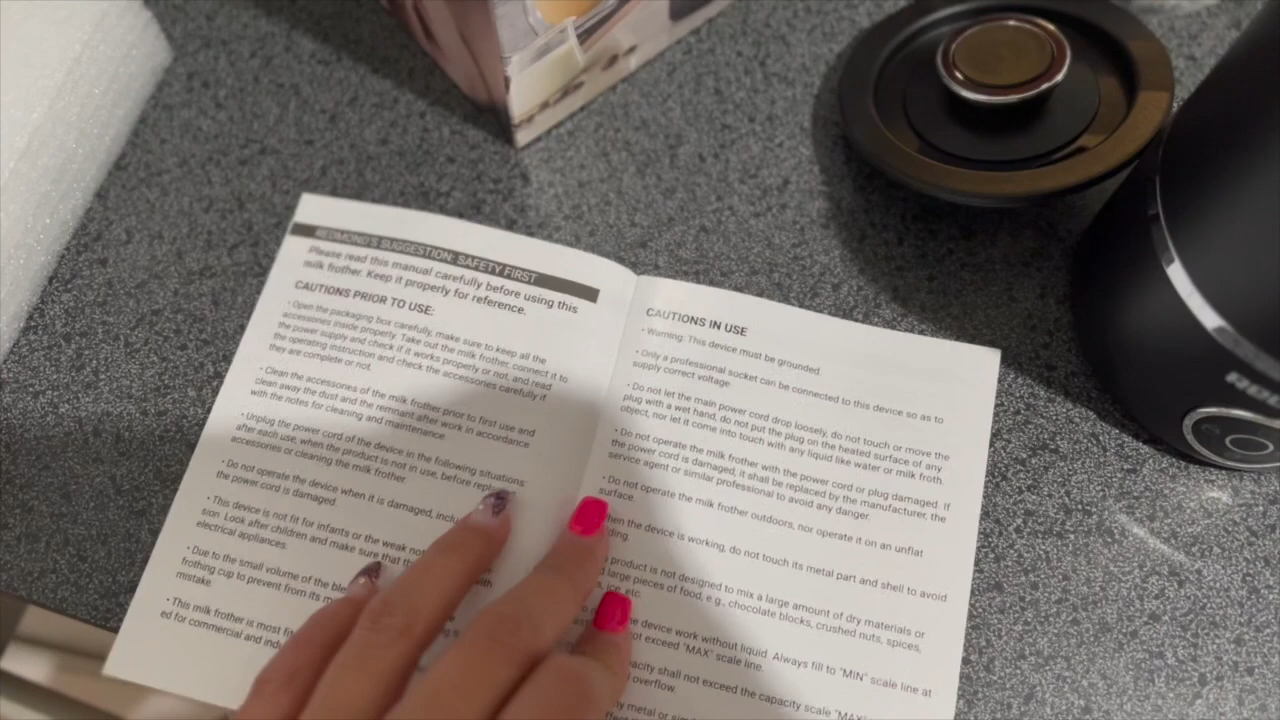 REDMOND'S SUGGESTION: SAFETY FIRST
Please read this manual carefully before using this
milk frother. Keep it properly for reference.
CAUTIONS PRIOR TO USE:
• Open the packaging box carefully, make sure to keep all the
accessories inside properly. Take out the milk frother, connect it to
the power supply and check if it works properly or not, and read
the operating instruction and check the accessories carefully if
they are complete or not.
• Clean the accessories of the milk frother prior to first use and
clean away the dust and the remnant after work in accordance
with the notes for cleaning and maintenance.
• Unplug the power cord of the device in the following situations:
after each use, when the product is not in use, before
accessories or cleaning the milk frother.
• Do not operate the device when it is damaged,
the power cord is damaged.
• This device is not fit for infants or the weak
sion. Look after children and make sure that
electrical appliances.
• Due to the small volume of the
frothing cup to prevent from its
mistake.
• This milk frother is most
ed for commercial and
with
CAUTIONS IN USE
• Warning: This device must be grounded.
• Only a professional socket can be connected to this device so as to
supply correct voltage
• Do not let the main power cord drop loosely, do not touch or move the
plug with a wet hand, do not put the plug on the heated surface of any
object, nor let it come into touch with any liquid like water or milk froth.
• Do not operate the milk frother with the power cord or plug damaged. If
the power cord is damaged, it shall be replaced by the manufacturer, the
service agent or similar professional to avoid any danger.
• Do not operate the milk frother outdoors, nor operate it on an unflat
surface.
the device is working, do not touch its metal part and shell to avoid
product is not designed to mix a large amount of dry materials or
large pieces of food, e.g., chocolate blocks, crushed nuts, spices,
ice, etc.
device work without liquid. Always fill to "MIN" scale line at
not exceed "MAX" scale line.
shall not exceed the capacity scale "MAX"
overflow.
metal or